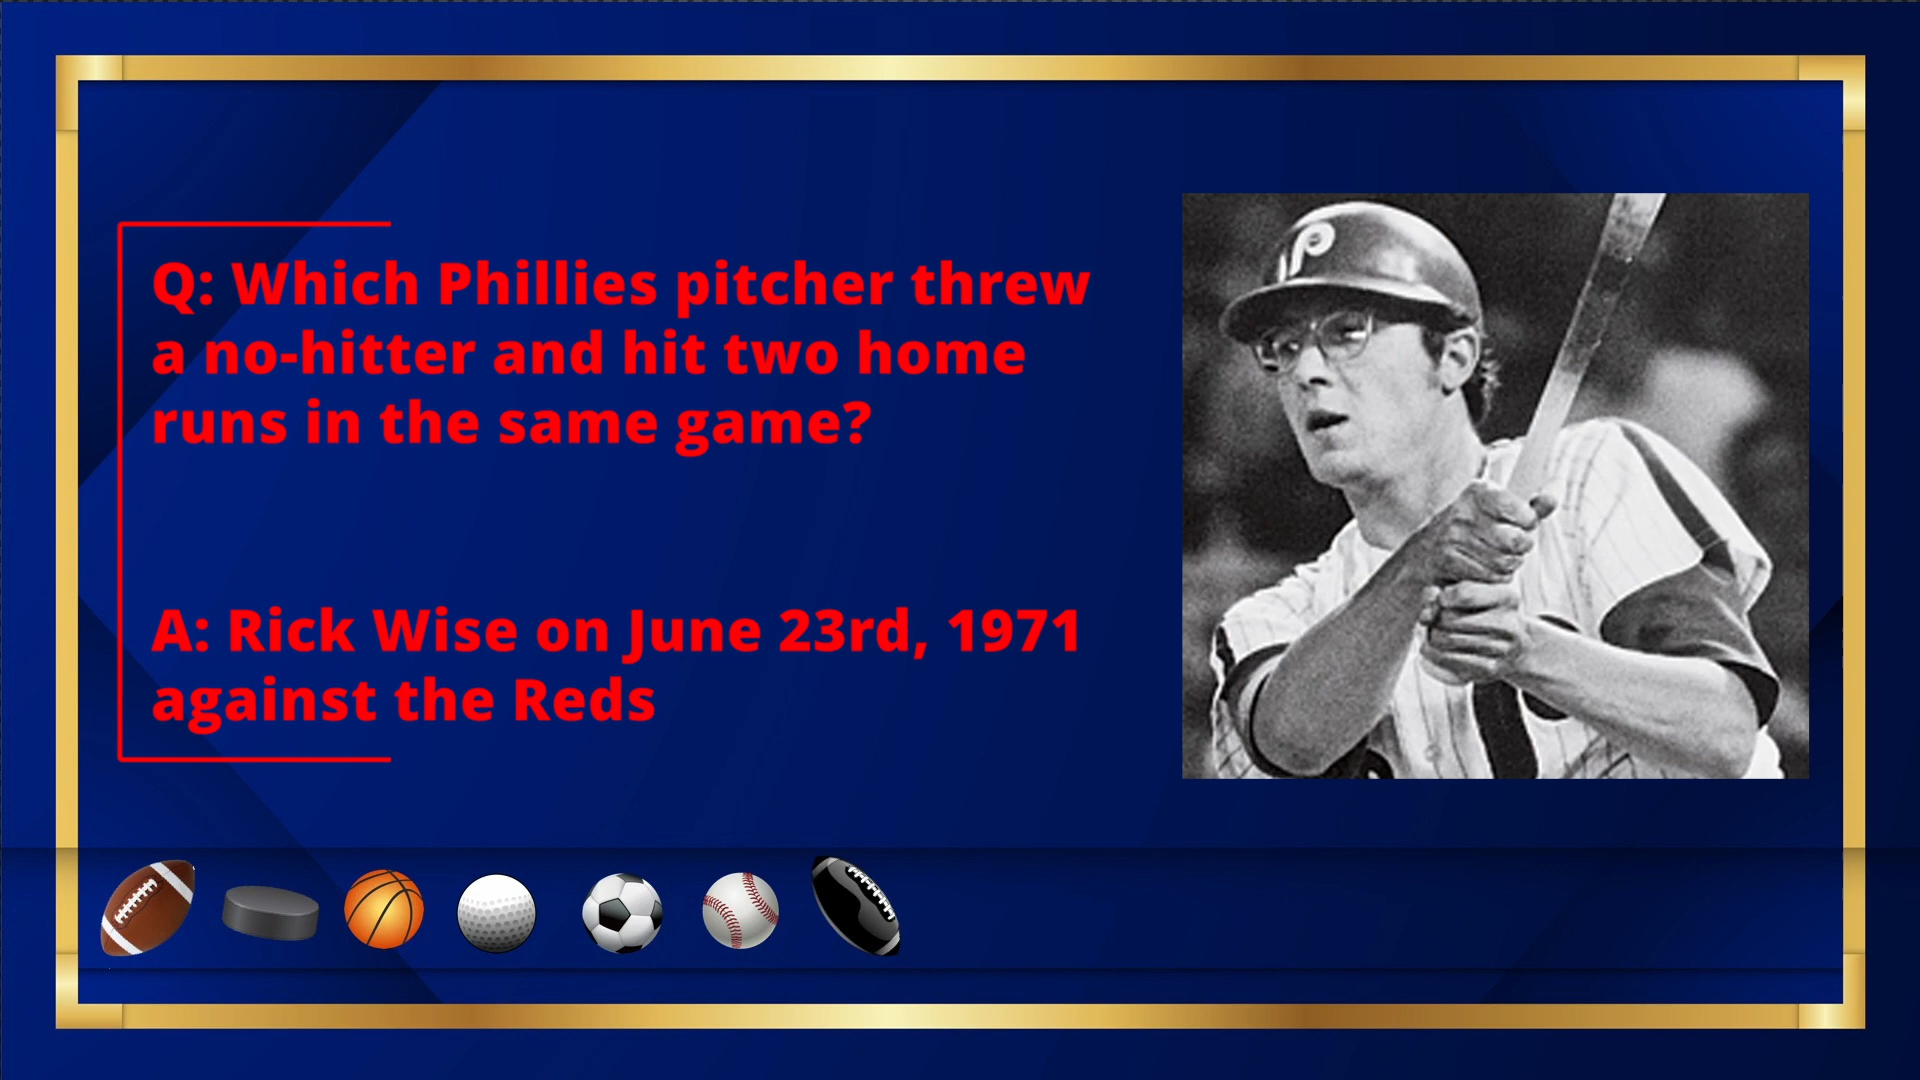 Q: Which Phillies pitcher threw
a no-hitter and hit two home
runs in the same game?
A: Rick Wise on June 23rd, 1971
against the Reds
P